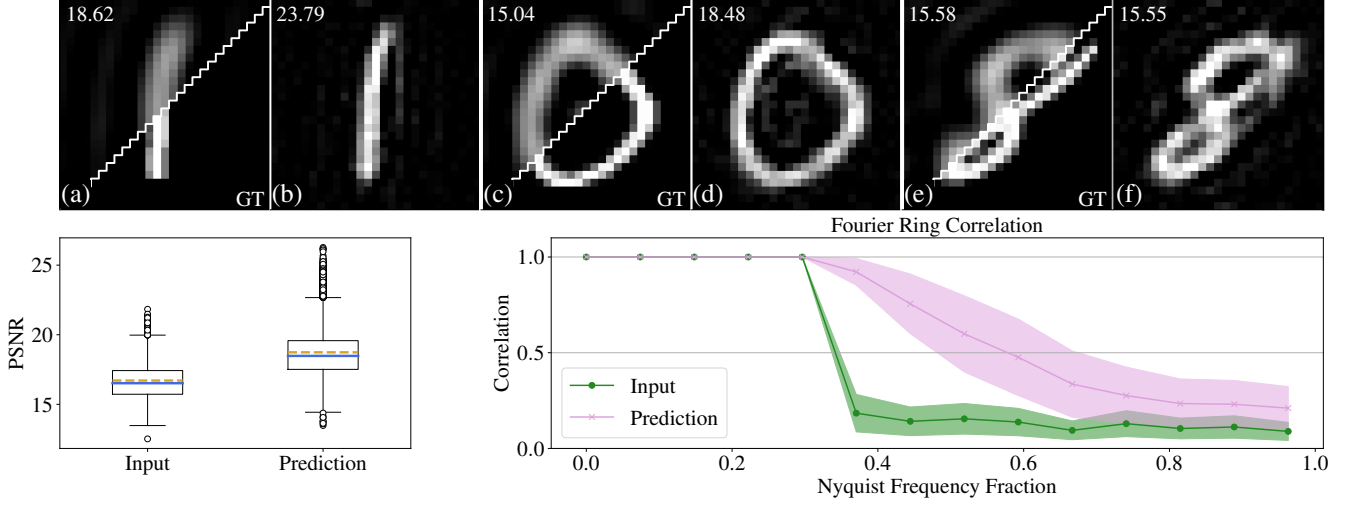 18.62
23.79
15.04
18.48
15.58
15.55
(a)
GT
(b)
(c)
GT
(d)
(e)
GT
(f)
PSNR
25
20
15
Input
Prediction
Fourier Ring Correlation
Correlation
1.0
0.5
0.0
Input
Prediction
0.0
0.2
0.4
0.6
0.8
1.0
Nyquist Frequency Fraction